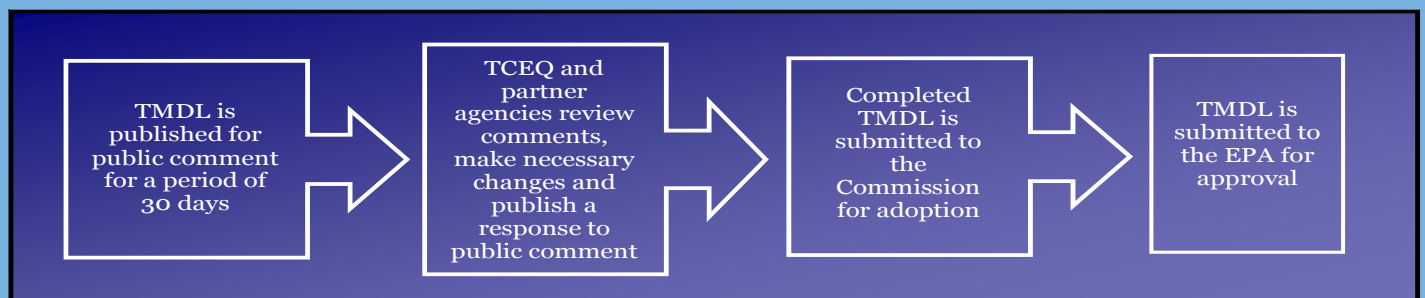 TMDL is
published for
public comment
for a period of
30 days
TCEQ and
partner
agencies review
comments,
make necessary
changes and
publish a
response to
public comment
Completed
TMDL is
submitted to
the
Commission
for adoption
TMDL is
submitted to
the EPA for
approval